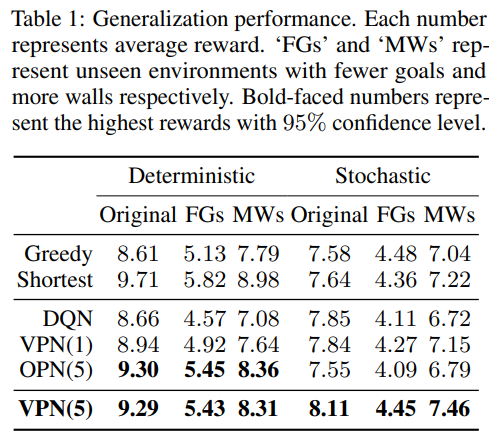 Table 1: Generalization performance. Each number
represents average reward. ‘FGs’ and ‘MWs’ rep-
resent unseen environments with fewer goals and
more walls respectively. Bold-faced numbers repre-
sent the highest rewards with 95% confidence level.
Deterministic Stochastic
Original FGs MWs Original FGs MWs
Greedy 8.61 5.13 7.79 7.58 4.48 7.04
Shortest 9.71 5.82 8.98 7.64 4.36 7.22
DQN 8.66 4.57 7.08 7.85 4.11 6.72
VPN(1) 8.94 4.92 7.64 7.84 4.27 7.15
OPN(5) 9.30 5.45 8.36 7.55 4.09 6.79
VPN(5) 9.29 5.43 8.31 8.11 4.45 7.46